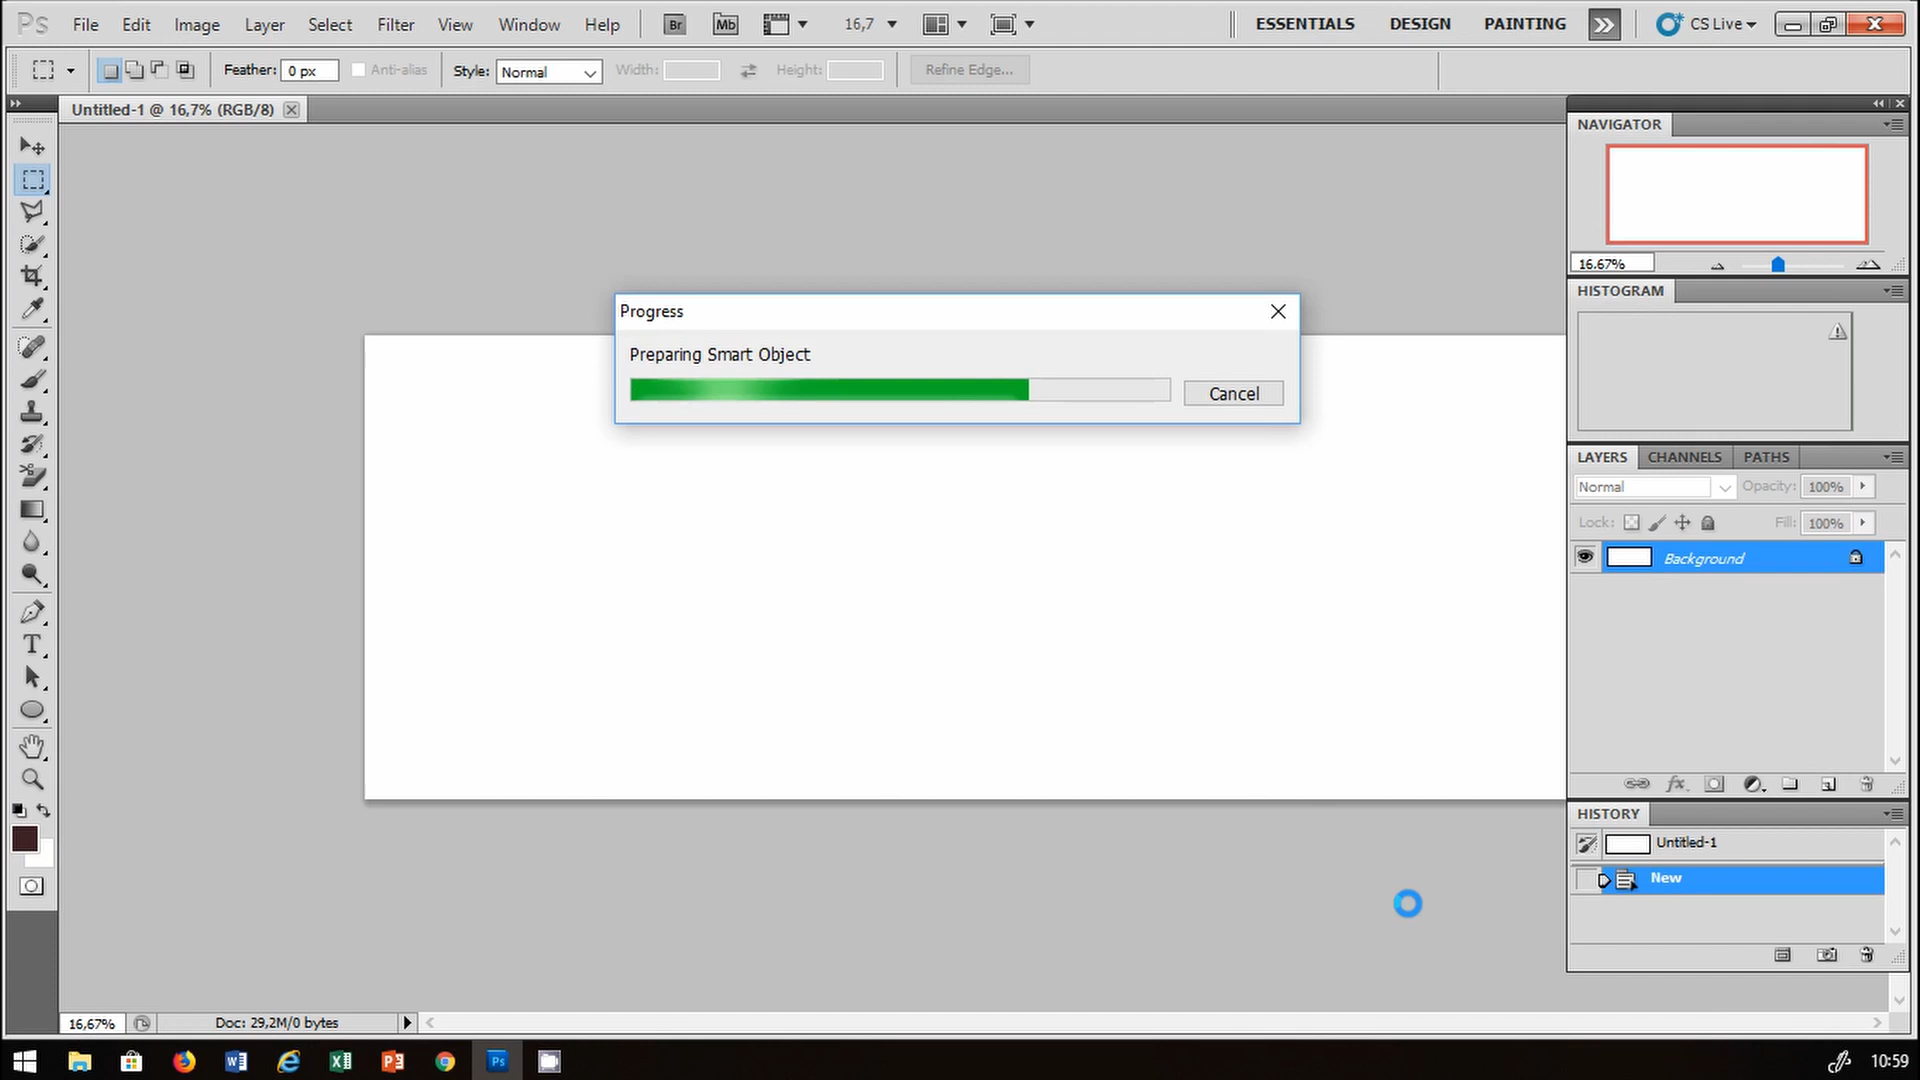 Ps File Edit Image Layer Select Filter View Window Help Br Mb 16,7 ESSENTIALS DESIGN PAINTING CS Live
Feather: 0 px Anti-alias Style: Normal Width: Height: Refine Edge...
Untitled-1 @ 16,7% (RGB/8)
NAVIGATOR
16.67%
HISTOGRAM
Progress
Preparing Smart Object
Cancel
LAYERS CHANNELS PATHS
Normal Opacity: 100%
Lock: Fill: 100%
Background
HISTORY
Untitled-1
New
16,67% Doc: 29,2M/0 bytes
Ps 10:59